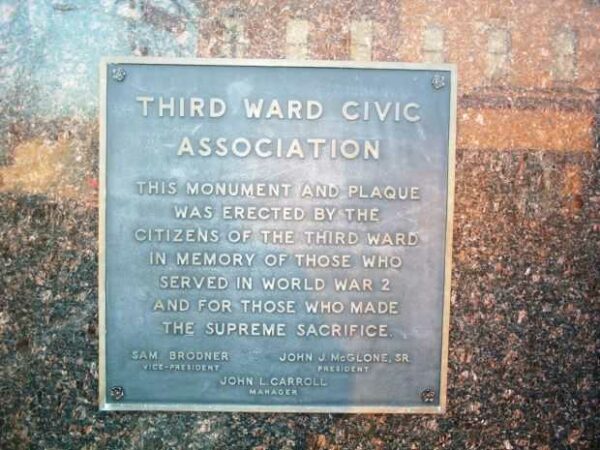 THIRD WARD CIVIC
ASSOCIATION
THIS MONUMENT AND PLAQUE
WAS ERECTED BY THE
CITIZENS OF THE THIRD WARD
IN MEMORY OF THOSE WHO
SERVED IN WORLD WAR 2
AND FOR THOSE WHO MADE
THE SUPREME SACRIFICE.
SAM BRODNER JOHN J. McGLONE, SR.
VICE-PRESIDENT PRESIDENT
JOHN L. CARROLL
MANAGER